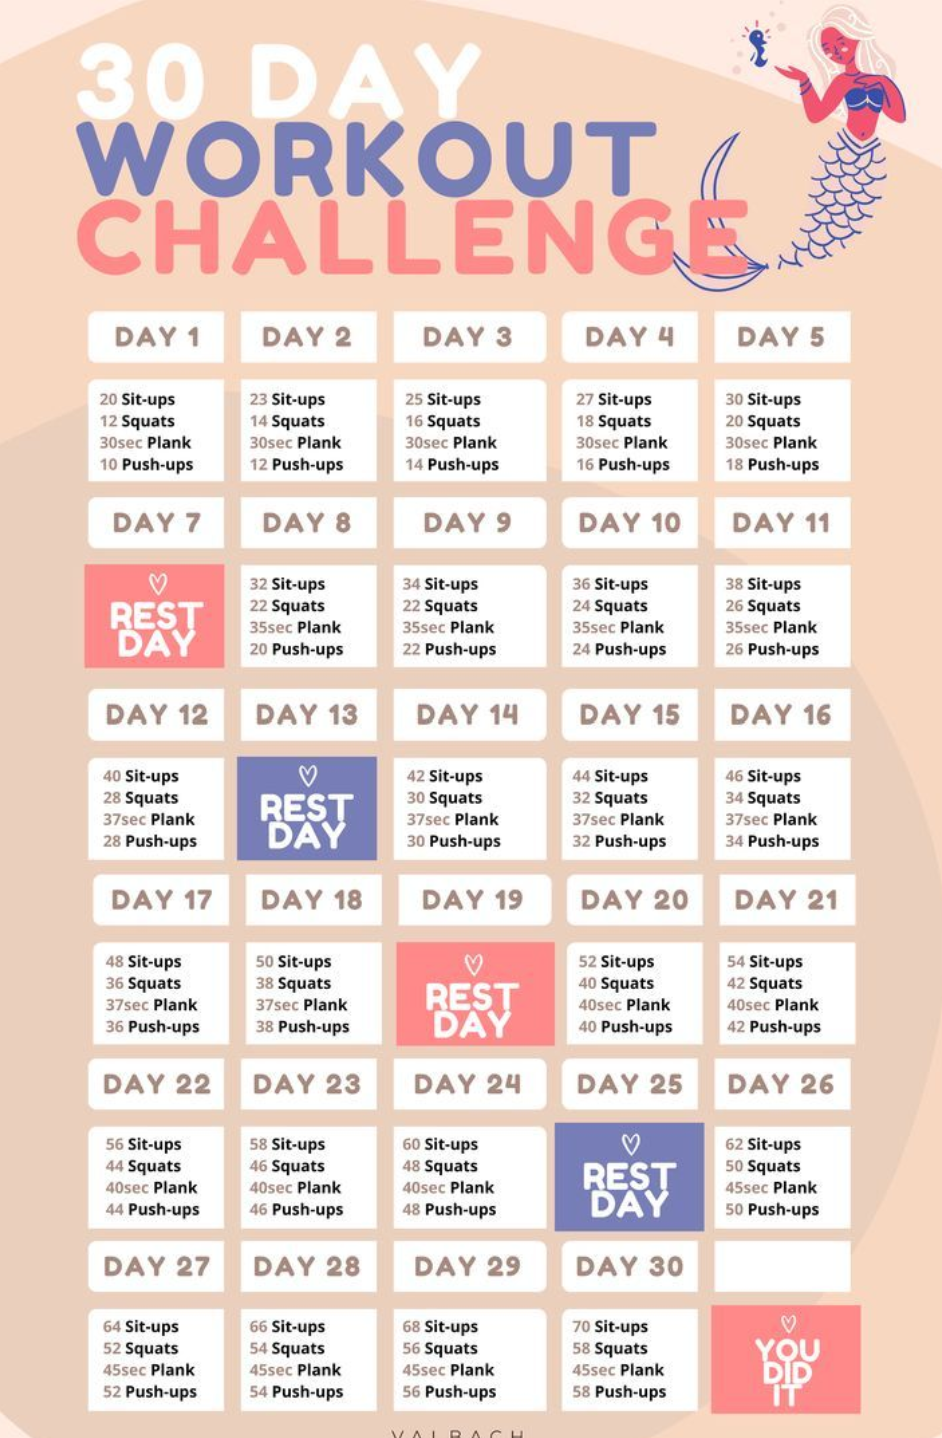 30 DAY
WORKOUT
CHALLENGE
DAY 1
DAY 2
DAY 3
DAY 4
DAY 5
20 Sit-ups
12 Squats
30sec Plank
10 Push-ups
23 Sit-ups
14 Squats
30sec Plank
12 Push-ups
25 Sit-ups
16 Squats
30sec Plank
14 Push-ups
27 Sit-ups
18 Squats
30sec Plank
16 Push-ups
30 Sit-ups
20 Squats
30sec Plank
18 Push-ups
DAY 7
DAY 8
DAY 9
DAY 10
DAY 11
REST
DAY
32 Sit-ups
22 Squats
35sec Plank
20 Push-ups
34 Sit-ups
22 Squats
35sec Plank
22 Push-ups
36 Sit-ups
24 Squats
35sec Plank
24 Push-ups
38 Sit-ups
26 Squats
35sec Plank
26 Push-ups
DAY 12
DAY 13
DAY 14
DAY 15
DAY 16
40 Sit-ups
28 Squats
37sec Plank
28 Push-ups
REST
DAY
42 Sit-ups
30 Squats
37sec Plank
30 Push-ups
44 Sit-ups
32 Squats
37sec Plank
32 Push-ups
46 Sit-ups
34 Squats
37sec Plank
34 Push-ups
DAY 17
DAY 18
DAY 19
DAY 20
DAY 21
48 Sit-ups
36 Squats
37sec Plank
36 Push-ups
50 Sit-ups
38 Squats
37sec Plank
38 Push-ups
REST
DAY
52 Sit-ups
40 Squats
40sec Plank
40 Push-ups
54 Sit-ups
42 Squats
40sec Plank
42 Push-ups
DAY 22
DAY 23
DAY 24
DAY 25
DAY 26
56 Sit-ups
44 Squats
40sec Plank
44 Push-ups
58 Sit-ups
46 Squats
40sec Plank
46 Push-ups
60 Sit-ups
48 Squats
40sec Plank
48 Push-ups
REST
DAY
62 Sit-ups
50 Squats
45sec Plank
50 Push-ups
DAY 27
DAY 28
DAY 29
DAY 30
64 Sit-ups
52 Squats
45sec Plank
52 Push-ups
66 Sit-ups
54 Squats
45sec Plank
54 Push-ups
68 Sit-ups
56 Squats
45sec Plank
56 Push-ups
70 Sit-ups
58 Squats
45sec Plank
58 Push-ups
YOU
DID
IT
VALBACH